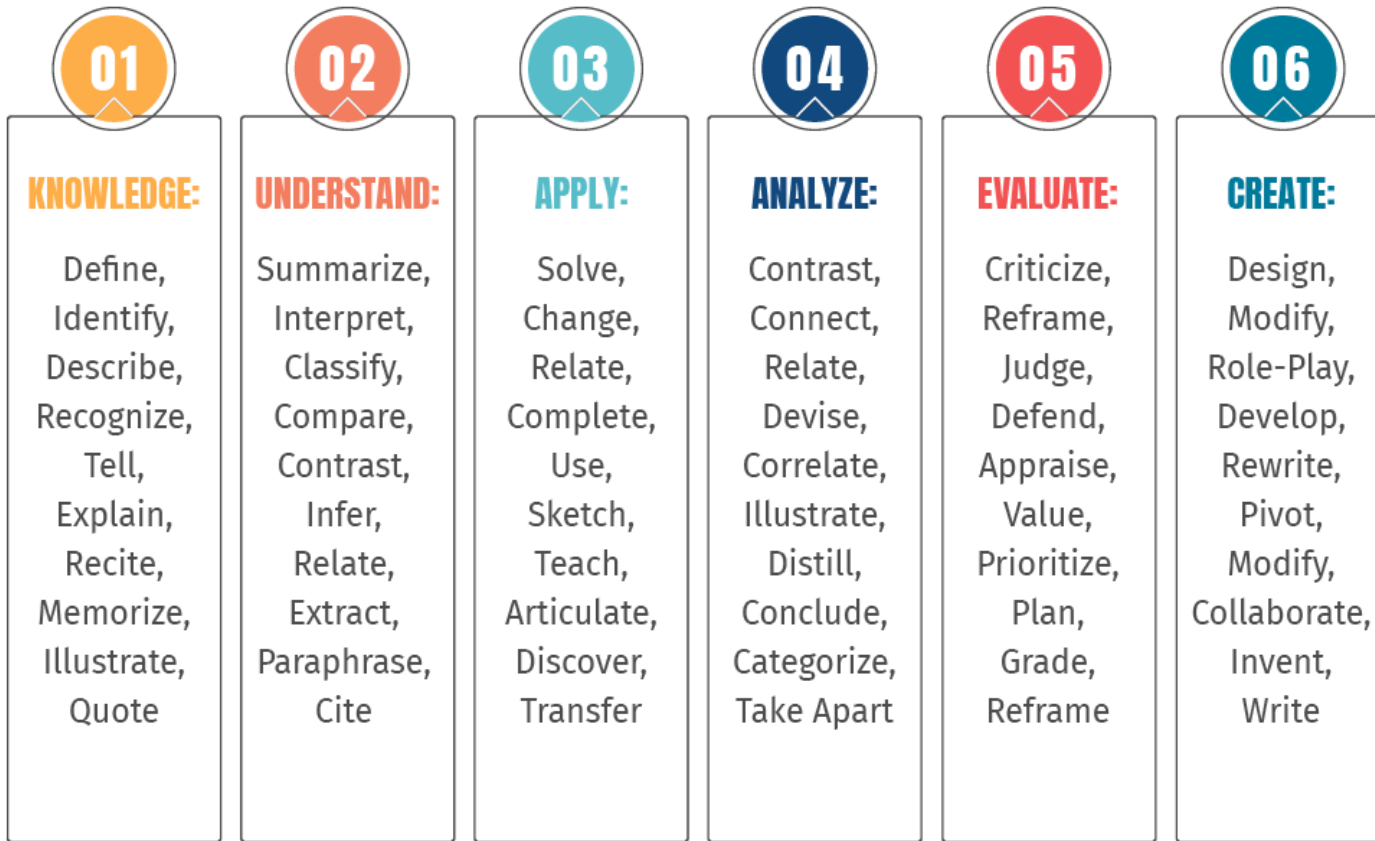 01
KNOWLEDGE:
Define,
Identify,
Describe,
Recognize,
Tell,
Explain,
Recite,
Memorize,
Illustrate,
Quote
02
UNDERSTAND:
Summarize,
Interpret,
Classify,
Compare,
Contrast,
Infer,
Relate,
Extract,
Paraphrase,
Cite
03
APPLY:
Solve,
Change,
Relate,
Complete,
Use,
Sketch,
Teach,
Articulate,
Discover,
Transfer
04
ANALYZE:
Contrast,
Connect,
Relate,
Devise,
Correlate,
Illustrate,
Distill,
Conclude,
Categorize,
Take Apart
05
EVALUATE:
Criticize,
Reframe,
Judge,
Defend,
Appraise,
Value,
Prioritize,
Plan,
Grade,
Reframe
06
CREATE:
Design,
Modify,
Role-Play,
Develop,
Rewrite,
Pivot,
Modify,
Collaborate,
Invent,
Write